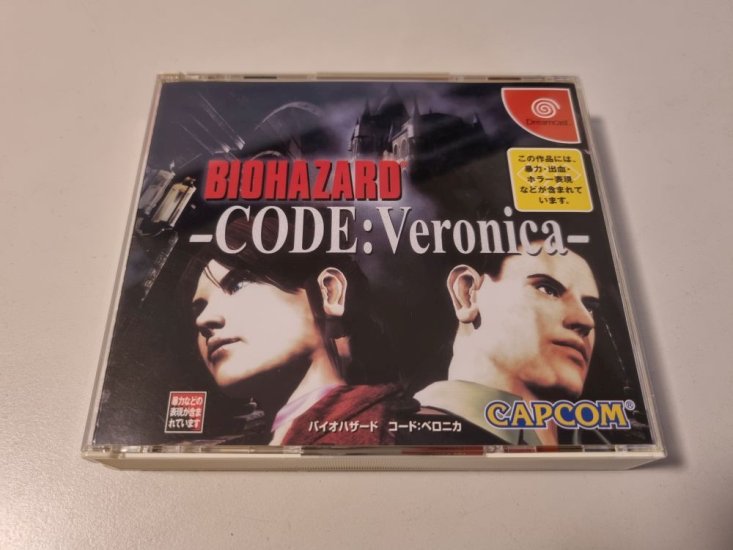 Dreamcast
この作品には、
暴力・出血・
ホラー表現
などが含まれて
います。
BIOHAZARD
-CODE:Veronica-
暴力などの
表現が含ま
れています
バイオハザード コード:ベロニカ
CAPCOM®